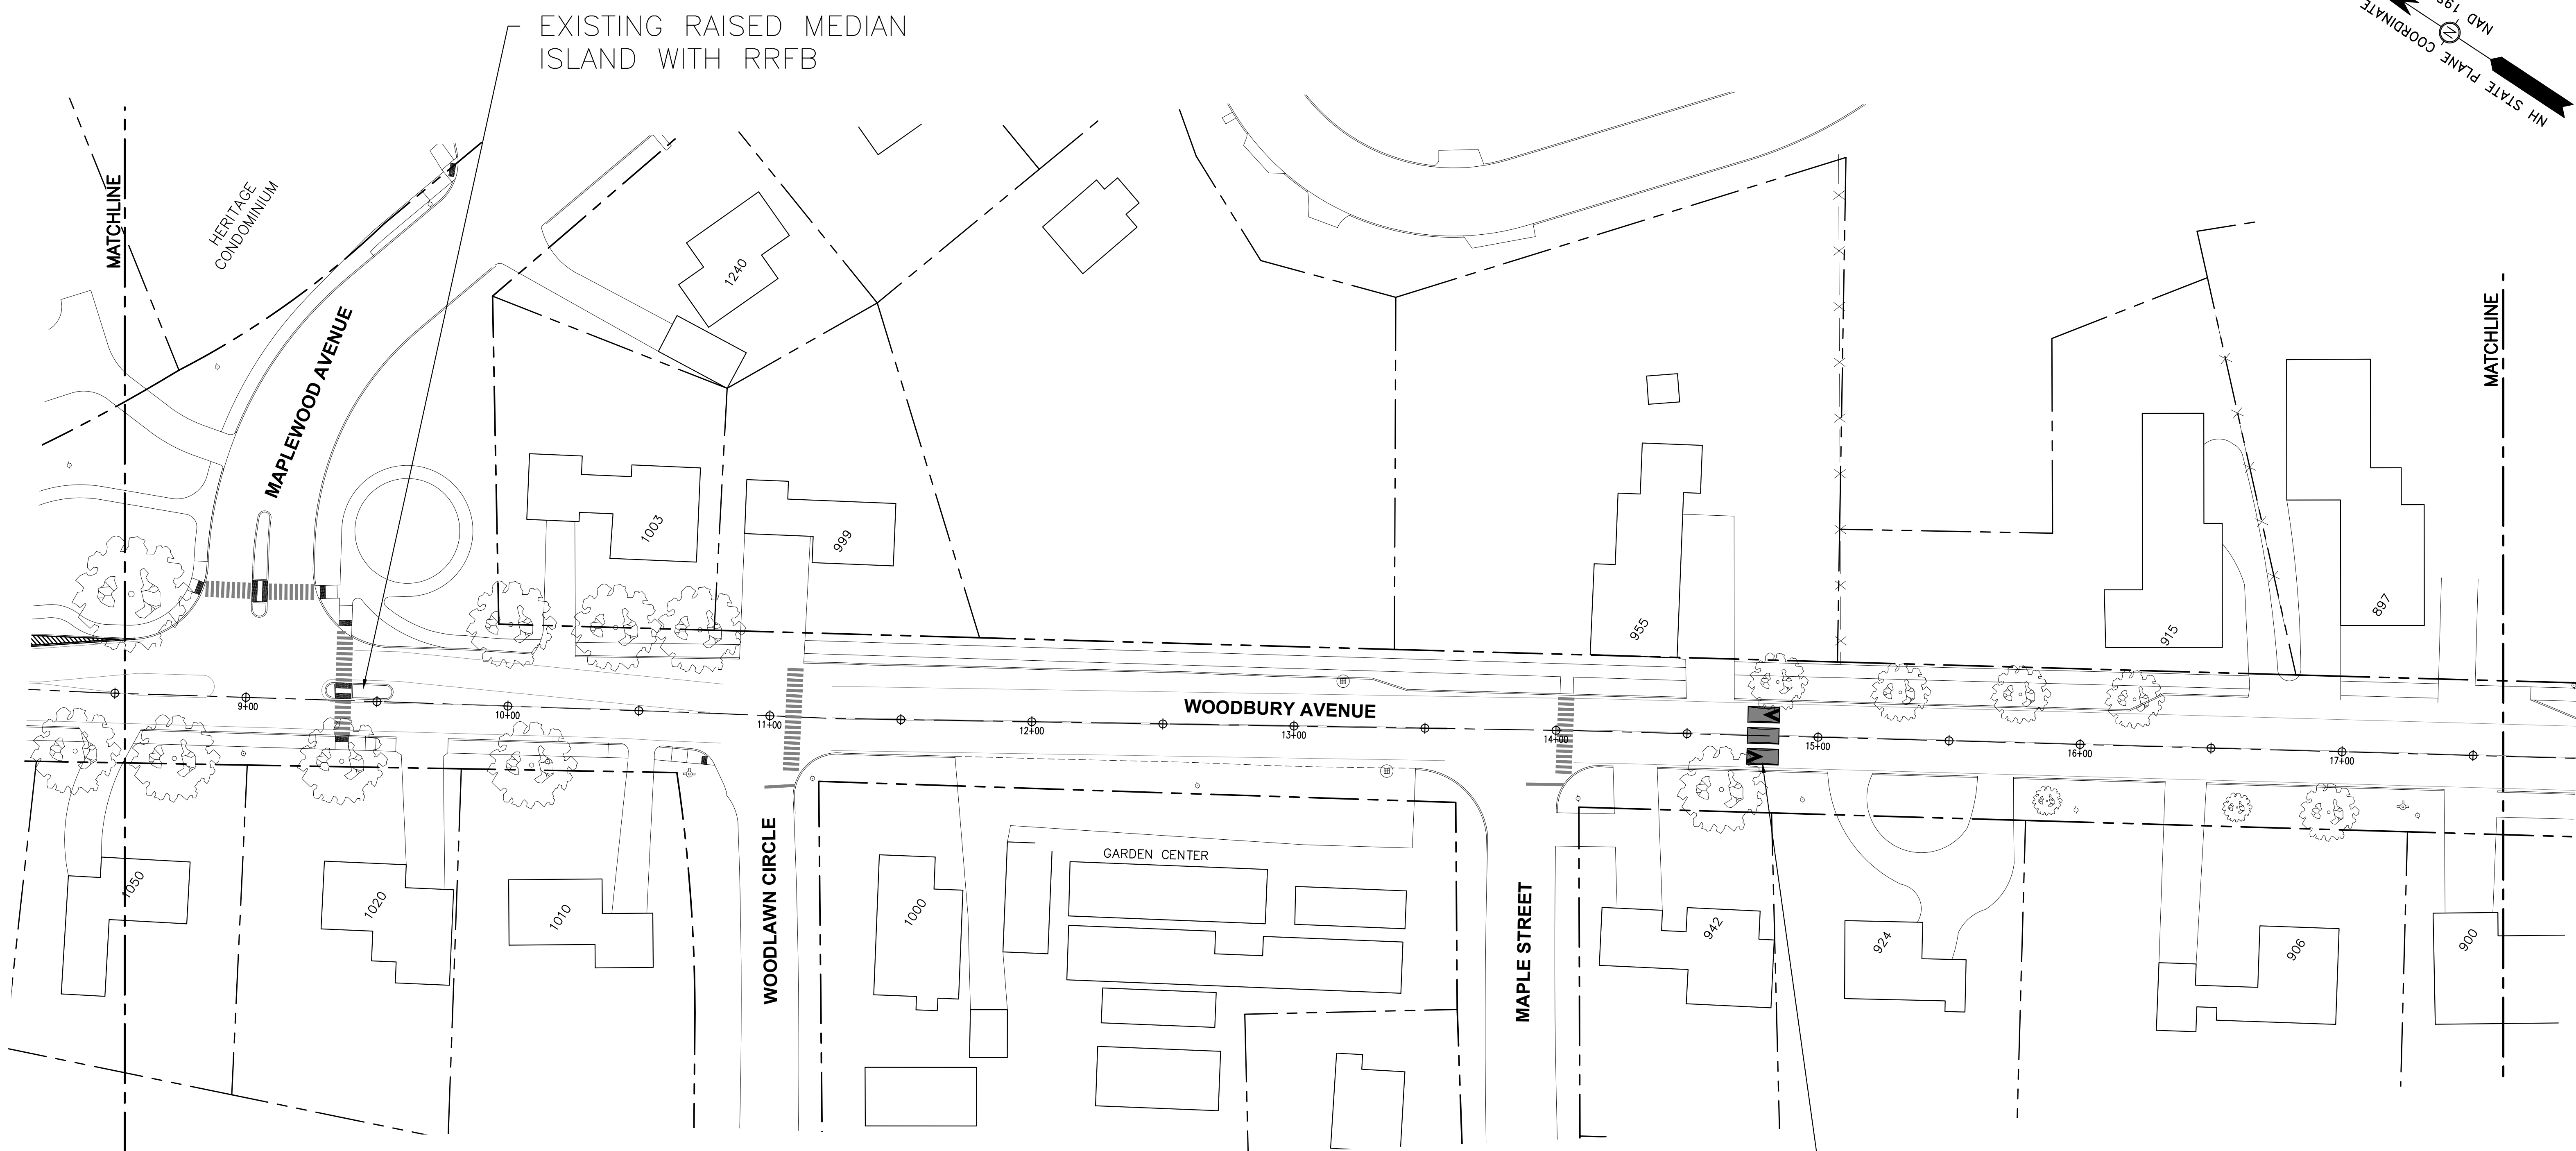 EXISTING RAISED MEDIAN
ISLAND WITH RRFB
NH STATE PLANE COORDINATE
NAD
N
MATCHLINE
HERITAGE
CONDOMINIUM
MAPLEWOOD AVENUE
1240
MATCHLINE
1003
999
955
915
897
WOODBURY AVENUE
9+00
10+00
11+00
12+00
13+00
14+00
15+00
16+00
17+00
1050
1020
1010
WOODLAWN CIRCLE
1000
GARDEN CENTER
MAPLE STREET
942
924
906
900